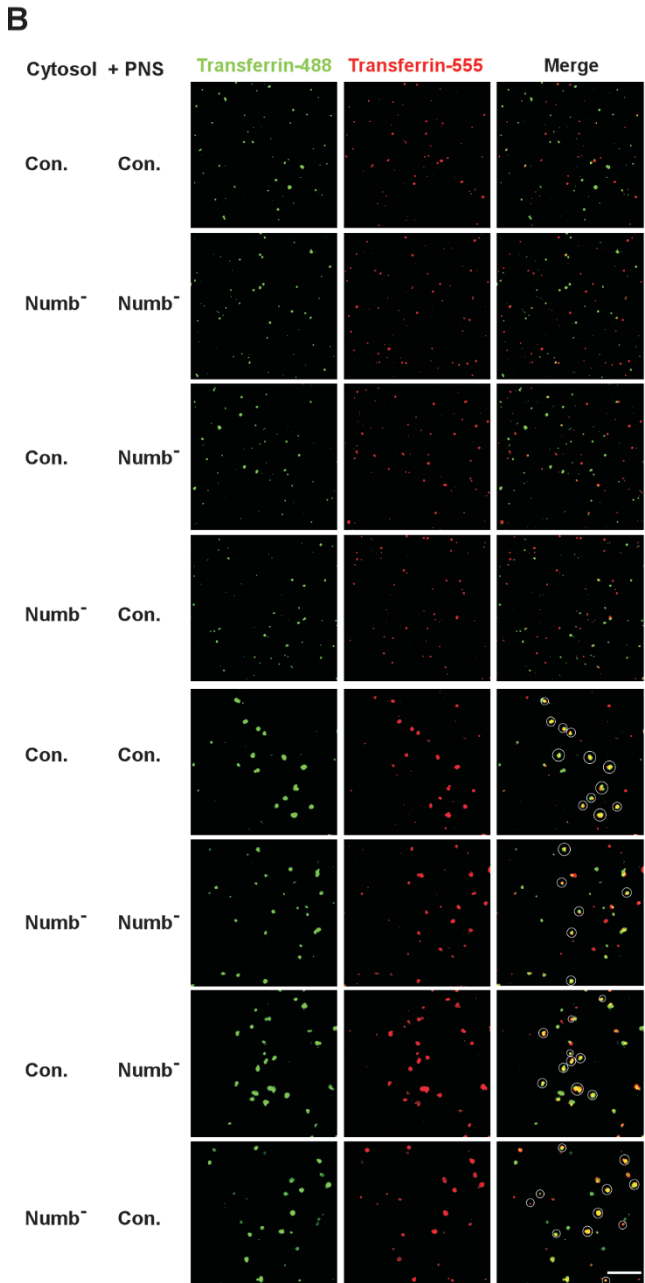 B
Cytosol + PNS Transferrin-488 Transferrin-555 Merge
Con. Con.
Numb⁻ Numb⁻
Con. Numb⁻
Numb⁻ Con.
Con. Con.
Numb⁻ Numb⁻
Con. Numb⁻
Numb⁻ Con.